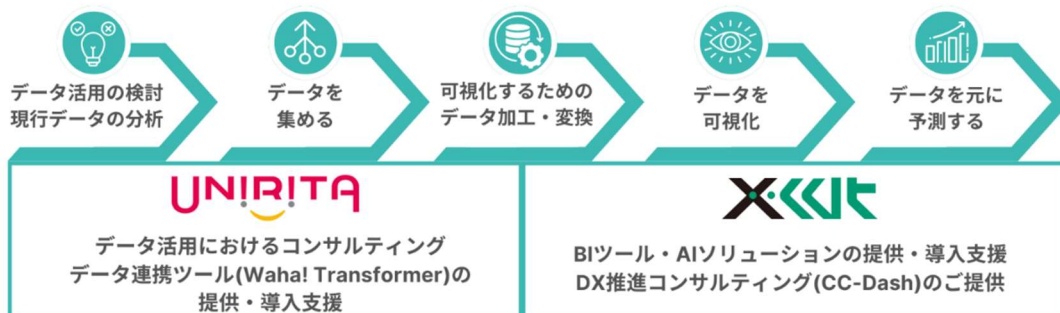 データ活用の検討
現行データの分析
データを
集める
可視化するための
データ加工・変換
データを
可視化
データを元に
予測する
UNIRITA
データ活用におけるコンサルティング
データ連携ツール(Waha! Transformer)の
提供・導入支援
BIツール・AIソリューションの提供・導入支援
DX推進コンサルティング(CC-Dash)のご提供